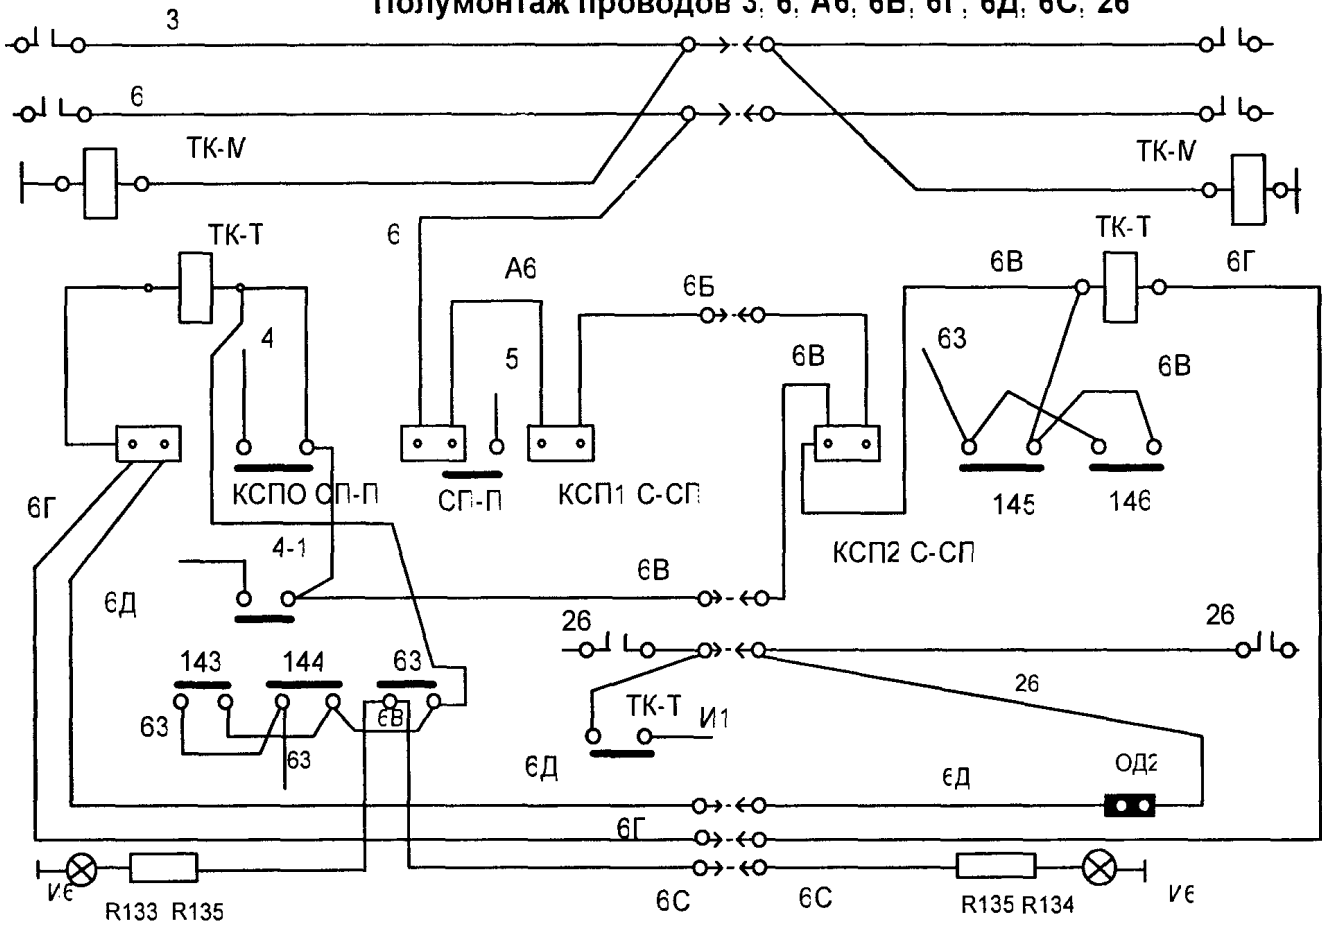 Полумонтаж проводов 3, 6, А6, 6В, 6Г, 6Д, 6С, 26
3
6
ТК-М
ТК-М
ТК-Т
6
ТК-Т
А6
6В
6Г
6Б
4
5
63
6В
6В
КСПО СП-П
СП-П
КСП1 С-СП
145
146
6Г
4-1
КСП2 С-СП
6В
6Д
26
26
143
144
63
26
ТК-Т
И1
63
6В
63
6Д
6Д
ОД2
6Г
И6
R133 R135
6С
6С
R135 R134
И6